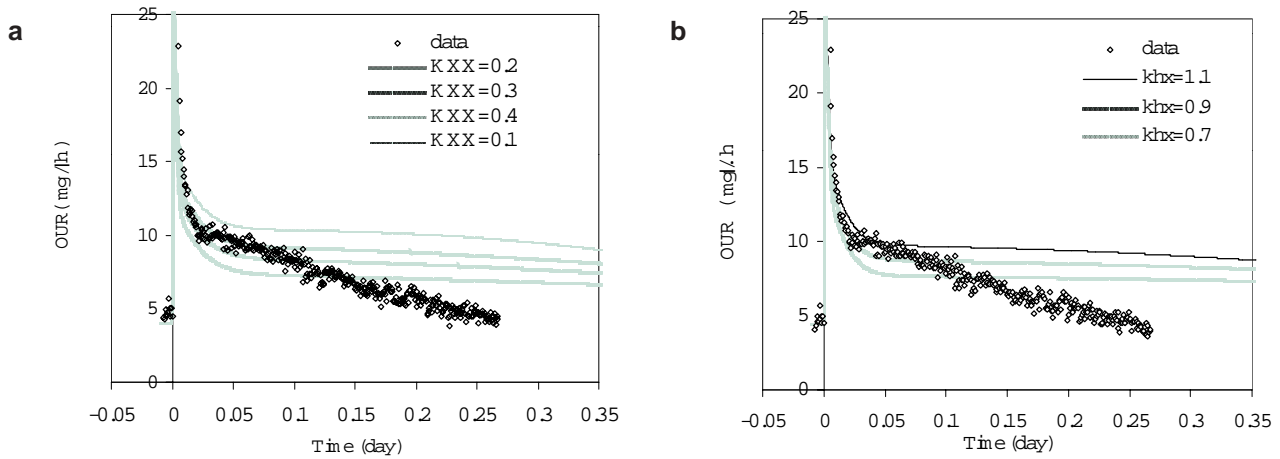 a
25
20
15
10
5
0
OUR (mg/lh)
data
KXX=0.2
KXX=0.3
KXX=0.4
KXX=0.1
−0.05 0 0.05 0.1 0.15 0.2 0.25 0.3 0.35
Time (day)
b
25
20
15
10
5
0
OUR (mg/l.h
data
khx=1.1
khx=0.9
khx=0.7
−0.05 0 0.05 0.1 0.15 0.2 0.25 0.3 0.35
Time (day)